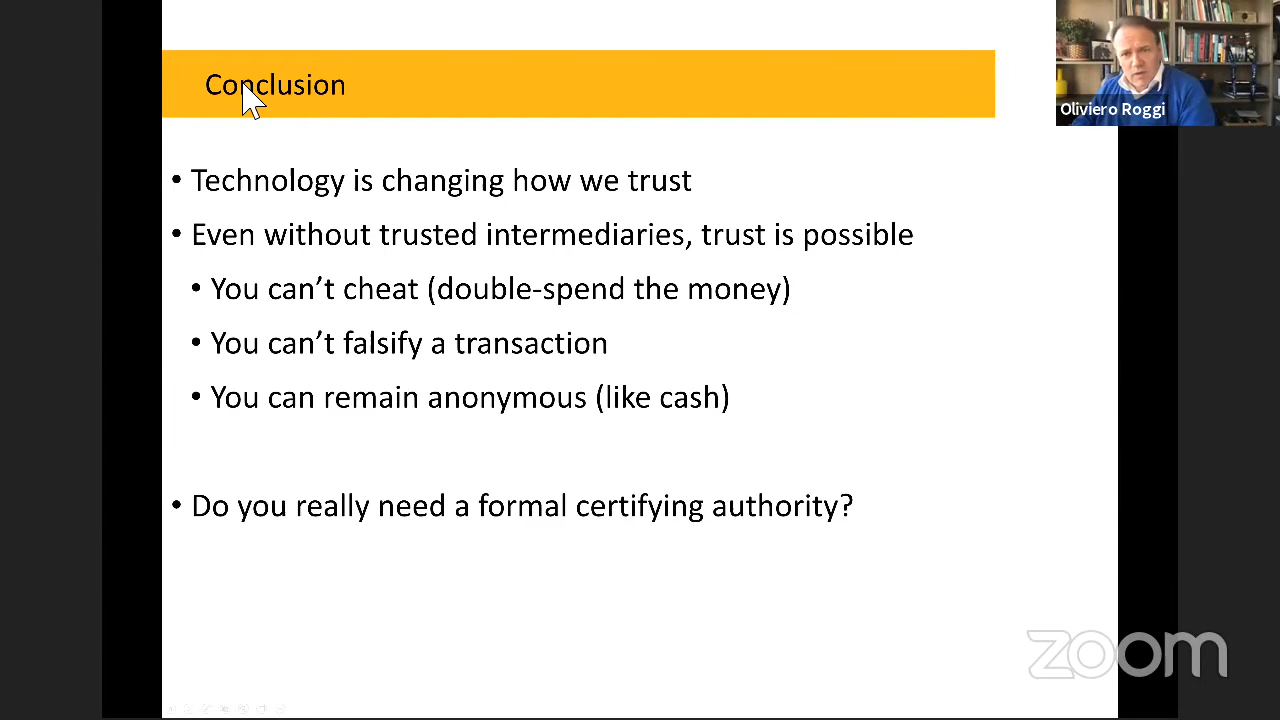 Conclusion
Oliviero Roggi
• Technology is changing how we trust
• Even without trusted intermediaries, trust is possible
• You can’t cheat (double-spend the money)
• You can’t falsify a transaction
• You can remain anonymous (like cash)
• Do you really need a formal certifying authority?
zoom